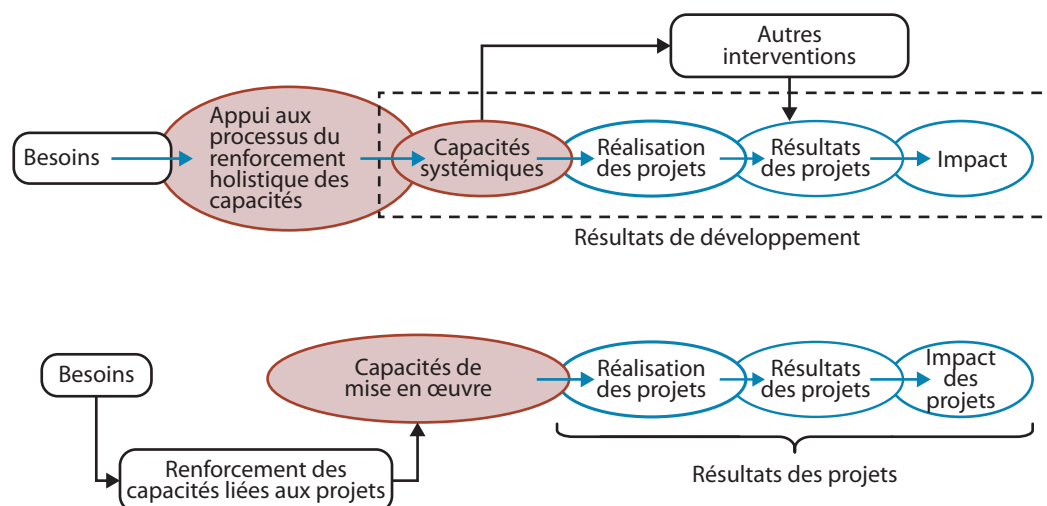 Autres
interventions
Besoins
Appui aux
processus du
renforcement
holistique des
capacités
Capacités
systémiques
Réalisation
des projets
Résultats
des projets
Impact
Résultats de développement
Besoins
Capacités de
mise en œuvre
Réalisation
des projets
Résultats
des projets
Impact
des
projets
Renforcement des
capacités liées aux projets
Résultats des projets